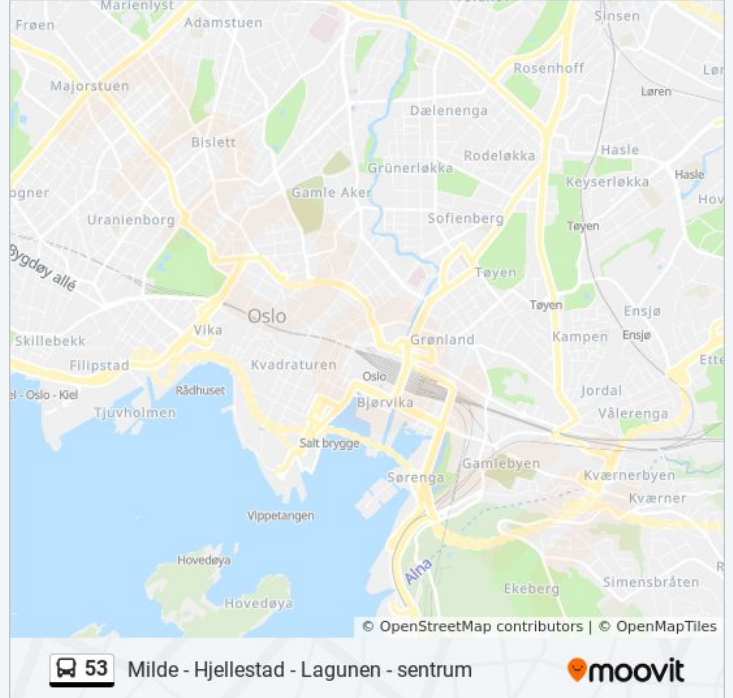 Marienlyst
Frøen
Adamstuen
Sinsen
Rosenhoff
Majorstuen
Løren
Dælenenga
Bislett
Hasle
Rodeløkka
Grünerløkka
Hasle
Keyserløkka
Gamle Aker
Uranienborg
Sofienberg
Tøyen
Bygdøy allé
Tøyen
Tøyen
Oslo
Ensjø
Vika
Skillebekk
Grønland
Kampen
Ensjø
Filipstad
Kvadraturen
Oslo
Rådhuset
Jordal
el - Oslo - Kiel
Bjørvika
Tjuvholmen
Vålerenga
Salt brygge
Gamlebyen
Sørenga
Kværnerbyen
Kværner
Vippetangen
Hovedøya
Alna
Simensbråten
Ekeberg
Hovedøya
© OpenStreetMap contributors | © OpenMapTiles
53 Milde - Hjellestad - Lagunen - sentrum moovit